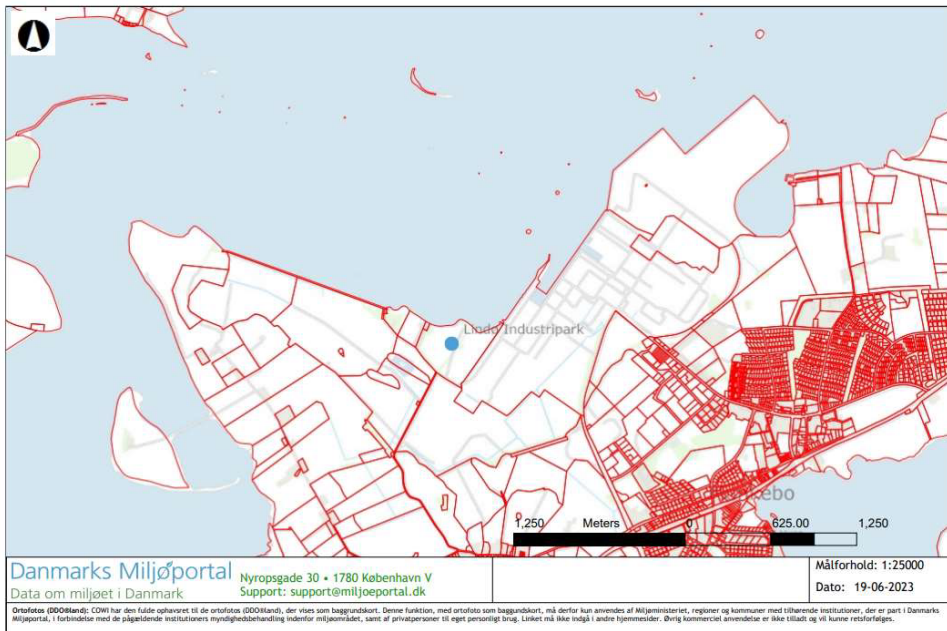 Lindø Industripark
ebo
1,250 Meters 0 625.00 1,250
Danmarks Miljøportal
Data om miljøet i Danmark
Nyropsgade 30 • 1780 København V
Support: support@miljoeportal.dk
Målforhold: 1:25000
Dato: 19-06-2023
Ortofotos (DDO®land): COWI har den fulde ophavsret til de ortofotos (DDO®land), der vises som baggrundskort. Denne funktion, med ortofoto som baggundskort, må derfor kun anvendes af Miljøministeriet, regioner og kommuner med tilhørende institutioner, der er part i Danmarks
Miljøportal, i forbindelse med de pågældende institutioners myndighedsbehandling indenfor miljøområdet, samt af privatpersoner til eget personligt brug. Linket må ikke indgå i andre hjemmesider. Øvrig kommerciel anvendelse er ikke tilladt og vil kunne retsforfølges.